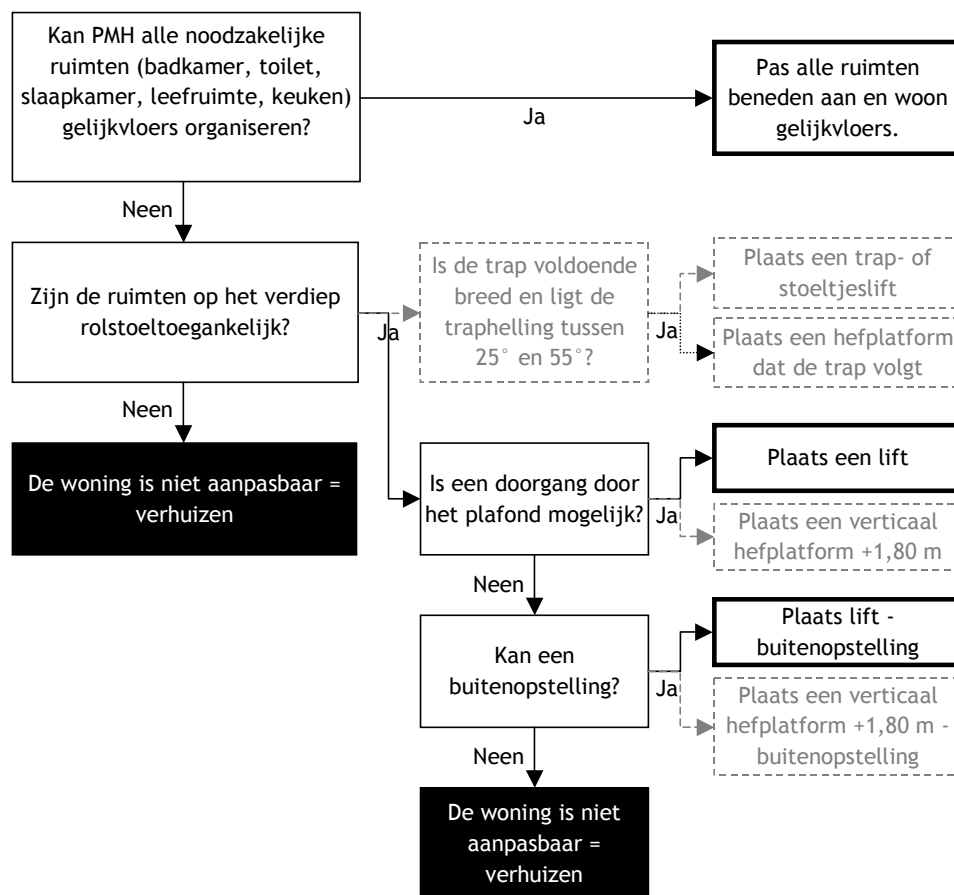 Kan PMH alle noodzakelijke
ruimten (badkamer, toilet,
slaapkamer, leefruimte, keuken)
gelijkvloers organiseren?
Ja
Pas alle ruimten
beneden aan en woon
gelijkvloers.
Neen
Zijn de ruimten op het verdiep
rolstoeltoegankelijk?
Ja
Is de trap voldoende
breed en ligt de
traphelling tussen
25° en 55°?
Ja
Plaats een trap- of
stoeltjeslift
Plaats een hefplatform
dat de trap volgt
Neen
De woning is niet aanpasbaar =
verhuizen
Is een doorgang door
het plafond mogelijk?
Ja
Plaats een lift
Plaats een verticaal
hefplatform +1,80 m
Neen
Kan een
buitenopstelling?
Ja
Plaats lift -
buitenopstelling
Plaats een verticaal
hefplatform +1,80 m -
buitenopstelling
Neen
De woning is niet
aanpasbaar =
verhuizen